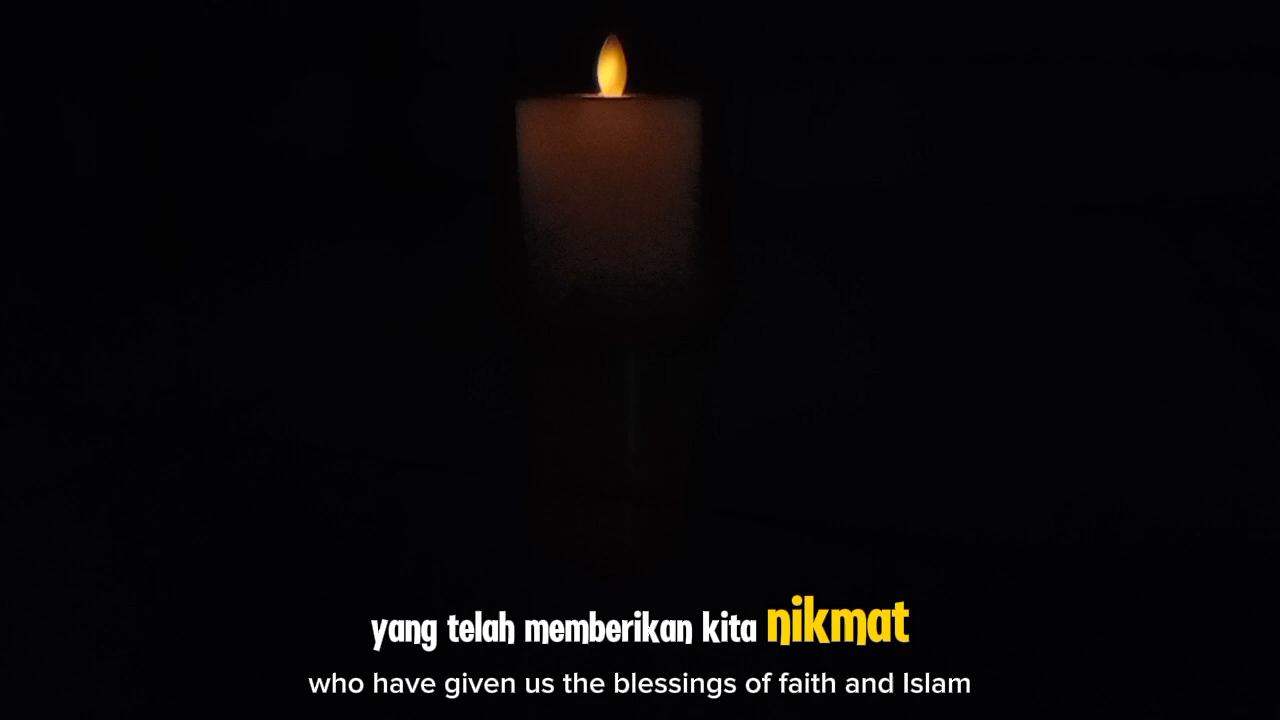 yang telah memberikan kita nikmat
who have given us the blessings of faith and Islam